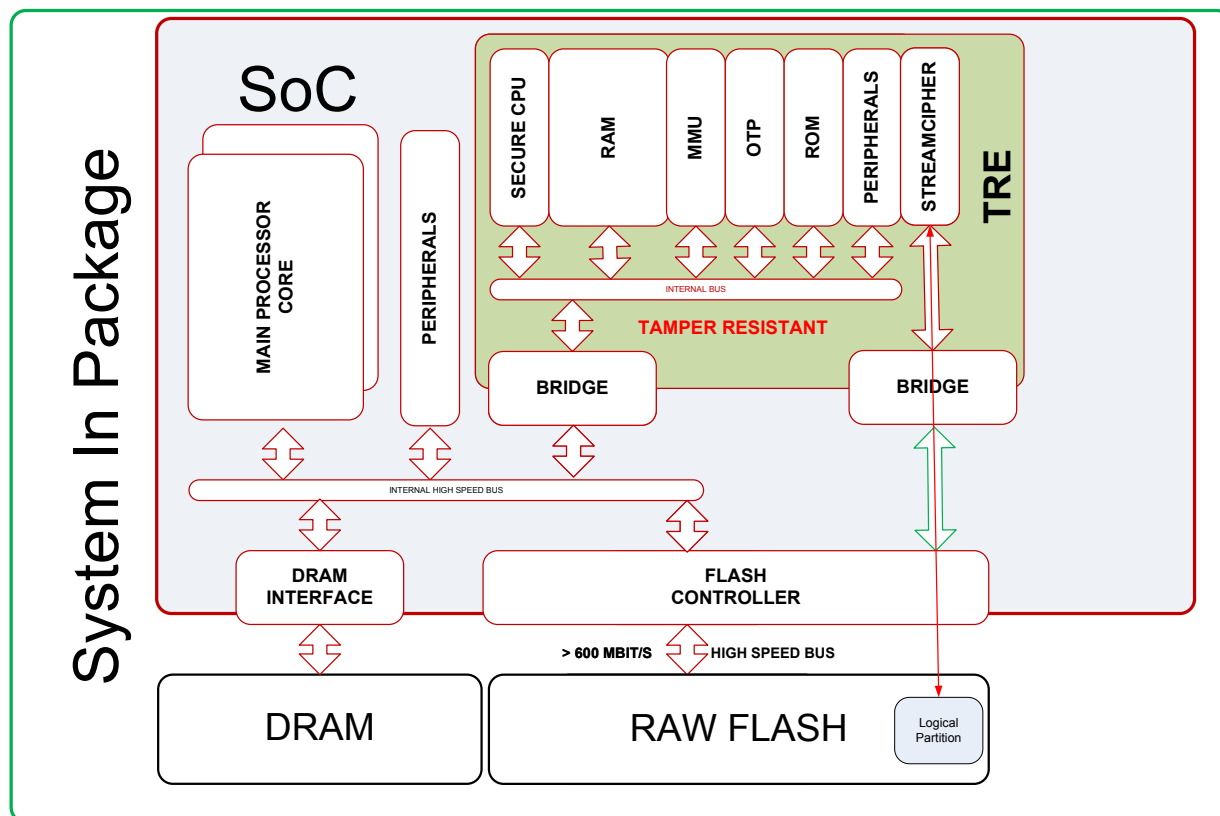 System In Package
SoC
MAIN PROCESSOR
CORE
PERIPHERALS
SECURE CPU
RAM
MMU
OTP
ROM
PERIPHERALS
STREAMCIPHER
TRE
INTERNAL BUS
TAMPER RESISTANT
BRIDGE
BRIDGE
INTERNAL HIGH SPEED BUS
DRAM
INTERFACE
FLASH
CONTROLLER
> 600 MBIT/S
HIGH SPEED BUS
DRAM
RAW FLASH
Logical
Partition